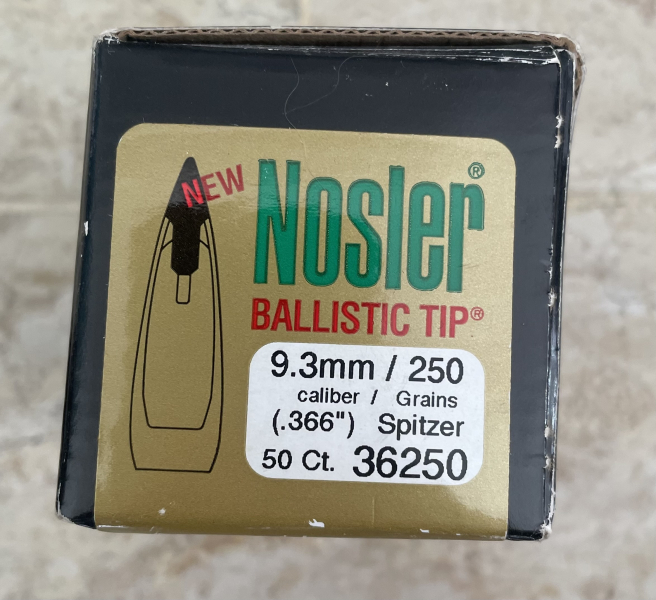 NEW
Nosler®
BALLISTIC TIP®
9.3mm / 250
caliber / Grains
(.366") Spitzer
50 Ct. 36250